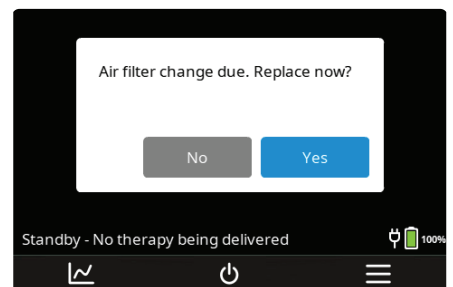 Air filter change due. Replace now?
No
Yes
Standby - No therapy being delivered
100%